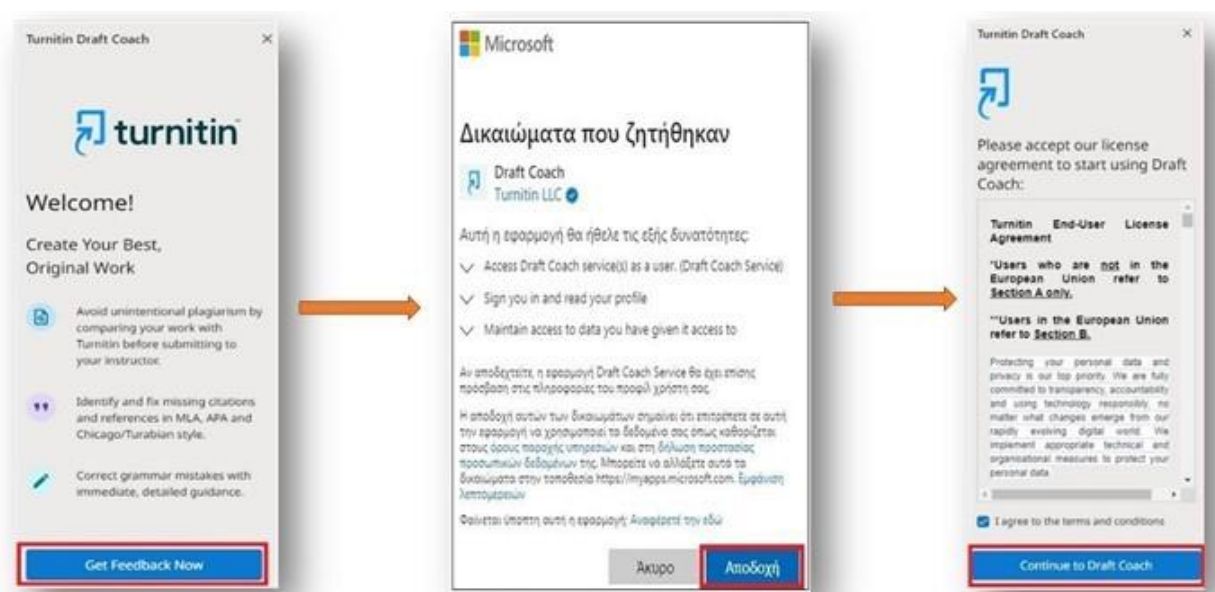 Turnitin Draft Coach ×
turnitin
Welcome!
Create Your Best,
Original Work
Avoid unintentional plagiarism by
comparing your work with
Turnitin before submitting to
your instructor.
Identify and fix missing citations
and references in MLA, APA and
Chicago/Turabian style.
Correct grammar mistakes with
immediate, detailed guidance.
Get Feedback Now
Microsoft
Δικαιώματα που ζητήθηκαν
Draft Coach
Turnitin LLC
Αυτή η εφαρμογή θα ήθελε τις εξής δυνατότητες:
Access Draft Coach service(s) as a user. (Draft Coach Service)
Sign you in and read your profile
Maintain access to data you have given it access to
Αν αποδεχτείτε, η εφαρμογή Draft Coach Service θα έχει επίσης
πρόσβαση στις πληροφορίες του προφίλ χρήστη σας.
Η αποδοχή αυτών των δικαιωμάτων σημαίνει ότι επιτρέπετε σε αυτή
την εφαρμογή να χρησιμοποιεί τα δεδομένα σας όπως καθορίζεται
στους όρους παροχής υπηρεσιών και στη δήλωση προστασίας
προσωπικών δεδομένων της. Μπορείτε να αλλάξετε αυτά τα
δικαιώματα στην τοποθεσία https://myapps.microsoft.com. Εμφάνιση
λεπτομερειών
Φαίνεται ύποπτη αυτή η εφαρμογή; Αναφέρετέ την εδώ
Άκυρο
Αποδοχή
Turnitin Draft Coach ×
Please accept our license
agreement to start using Draft
Coach:
Turnitin End-User License
Agreement
*Users who are not in the
European Union refer to
Section A only.
**Users in the European Union
refer to Section B.
Protecting your personal data and
privacy is our top priority. We are fully
committed to transparency, accountability
and using technology responsibly, no
matter what changes emerge from our
rapidly evolving digital world. We
implement appropriate technical and
organisational measures to protect your
personal data.
I agree to the terms and conditions
Continue to Draft Coach